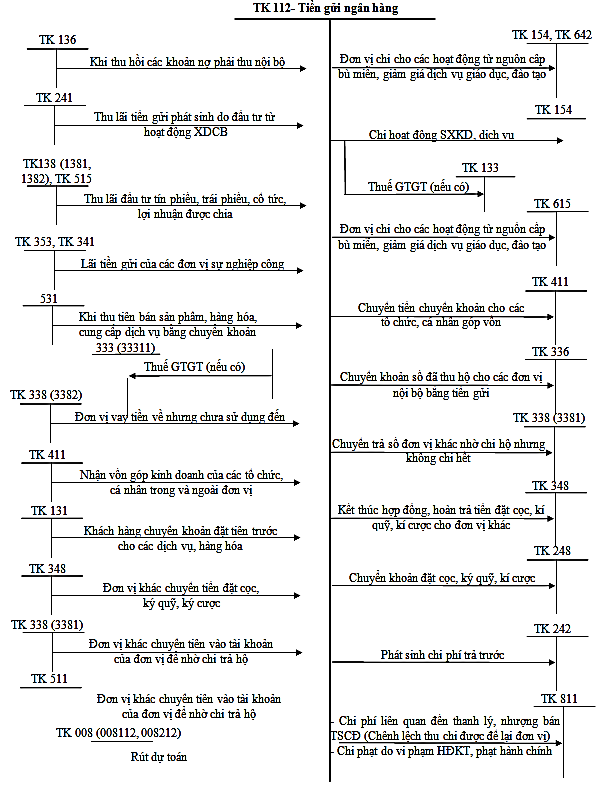 TK 112- Tiền gửi ngân hàng
TK 136
Khi thu hồi các khoản nợ phải thu nội bộ
TK 241
Thu lãi tiền gửi phát sinh do đầu tư từ
hoạt động XDCB
TK138 (1381,
1382), TK 515
Thu lãi đầu tư tín phiếu, trái phiếu, cổ tức,
lợi nhuận được chia
TK 353, TK 341
Lãi tiền gửi của các đơn vị sự nghiệp công
531
Khi thu tiền bán sản phẩm, hàng hóa,
cung cấp dịch vụ bằng chuyển khoản
333 (33311)
Thuế GTGT (nếu có)
TK 338 (3382)
Đơn vị vay tiền về nhưng chưa sử dụng đến
TK 411
Nhận vốn góp kinh doanh của các tổ chức,
cá nhân trong và ngoài đơn vị
TK 131
Khách hàng chuyển khoản đặt tiền trước
cho các dịch vụ, hàng hóa
TK 348
Đơn vị khác chuyển tiền đặt cọc,
ký quỹ, ký cược
TK 338 (3381)
Đơn vị khác chuyển tiền vào tài khoản
của đơn vị để nhờ chi trả hộ
TK 511
Đơn vị khác chuyển tiền vào tài khoản
của đơn vị để nhờ chi trả hộ
TK 008 (008112, 008212)
Rút dự toán
TK 154, TK 642
Đơn vị chi cho các hoạt động từ nguồn cấp
bù miễn, giảm giá dịch vụ giáo dục, đào tạo
TK 154
Chi hoạt động SXKD, dịch vụ
TK 133
Thuế GTGT (nếu có)
TK 615
Đơn vị chi cho các hoạt động từ nguồn cấp
bù miễn, giảm giá dịch vụ giáo dục, đào tạo
TK 411
Chuyển tiền chuyển khoản cho các
tổ chức, cá nhân góp vốn
TK 336
Chuyển khoản số đã thu hộ cho các đơn vị
nội bộ bằng tiền gửi
TK 338 (3381)
Chuyển trả số đơn vị khác nhờ chi hộ nhưng
không chi hết
TK 348
Kết thúc hợp đồng, hoàn trả tiền đặt cọc, kí
quỹ, kí cược cho đơn vị khác
TK 248
Chuyển khoản đặt cọc, ký quỹ, kí cược
TK 242
Phát sinh chi phí trả trước
TK 811
- Chi phí liên quan đến thanh lý, nhượng bán
TSCĐ (Chênh lệch thu chi được để lại đơn vị)
- Chi phạt do vi phạm HĐKT, phạt hành chính